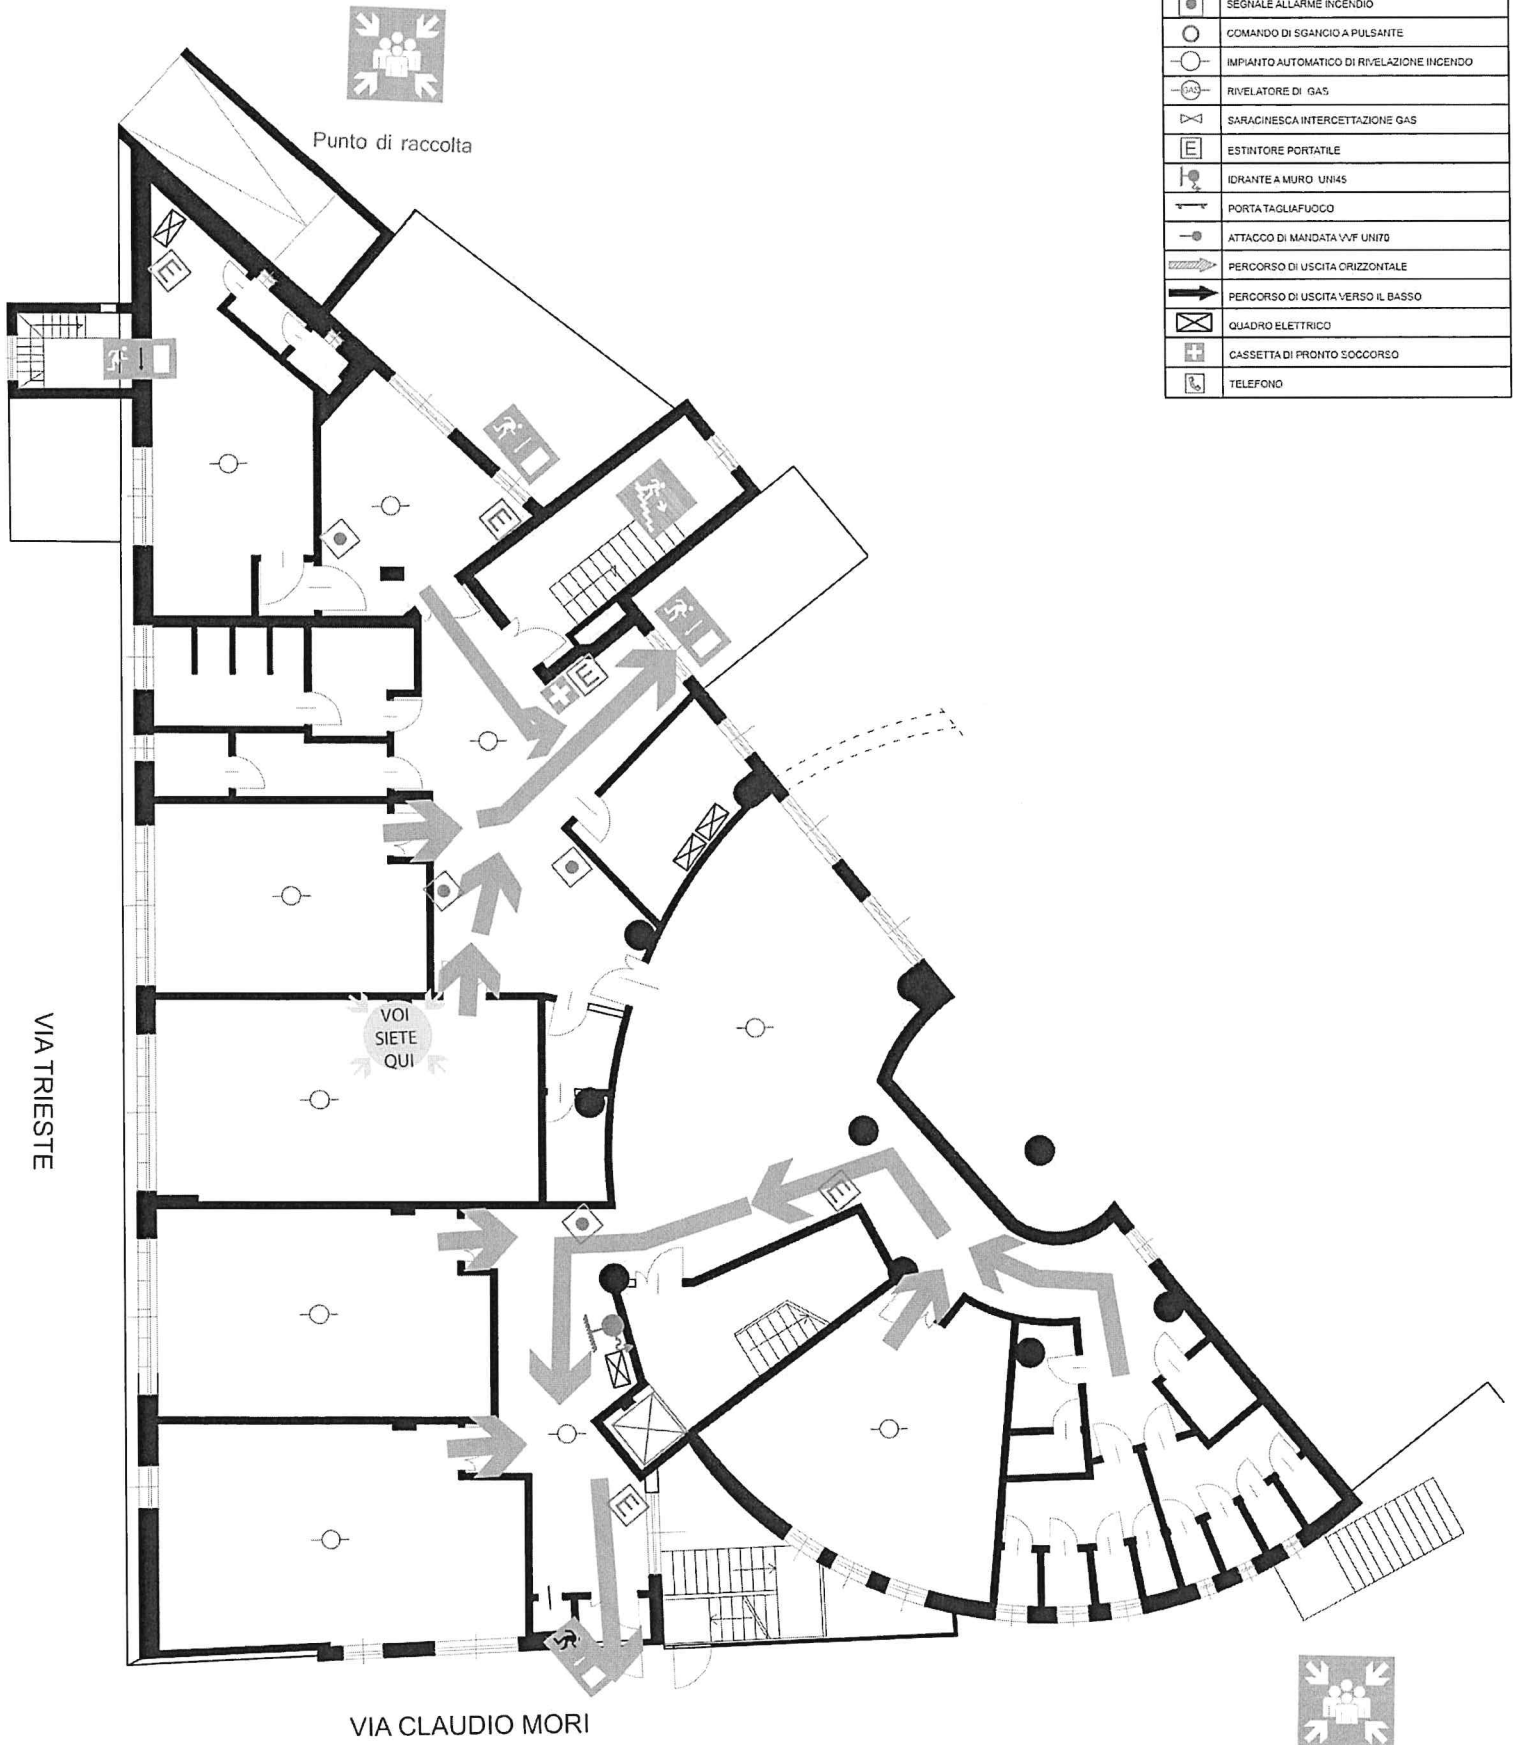 SEGNALE ALLARME INCENDIO
COMANDO DI SGANCIO A PULSANTE
IMPIANTO AUTOMATICO DI RIVELAZIONE INCENDO
GAS RIVELATORE DI GAS
SARACINESCA INTERCETTAZIONE GAS
E ESTINTORE PORTATILE
IDRANTE A MURO UNI45
PORTA TAGLIAFUOCO
ATTACCO DI MANDATA VVF UNI70
PERCORSO DI USCITA ORIZZONTALE
PERCORSO DI USCITA VERSO IL BASSO
QUADRO ELETTRICO
CASSETTA DI PRONTO SOCCORSO
TELEFONO
Punto di raccolta
E
E
E
VOI
SIETE
QUI
VIA TRIESTE
E
E
VIA CLAUDIO MORI